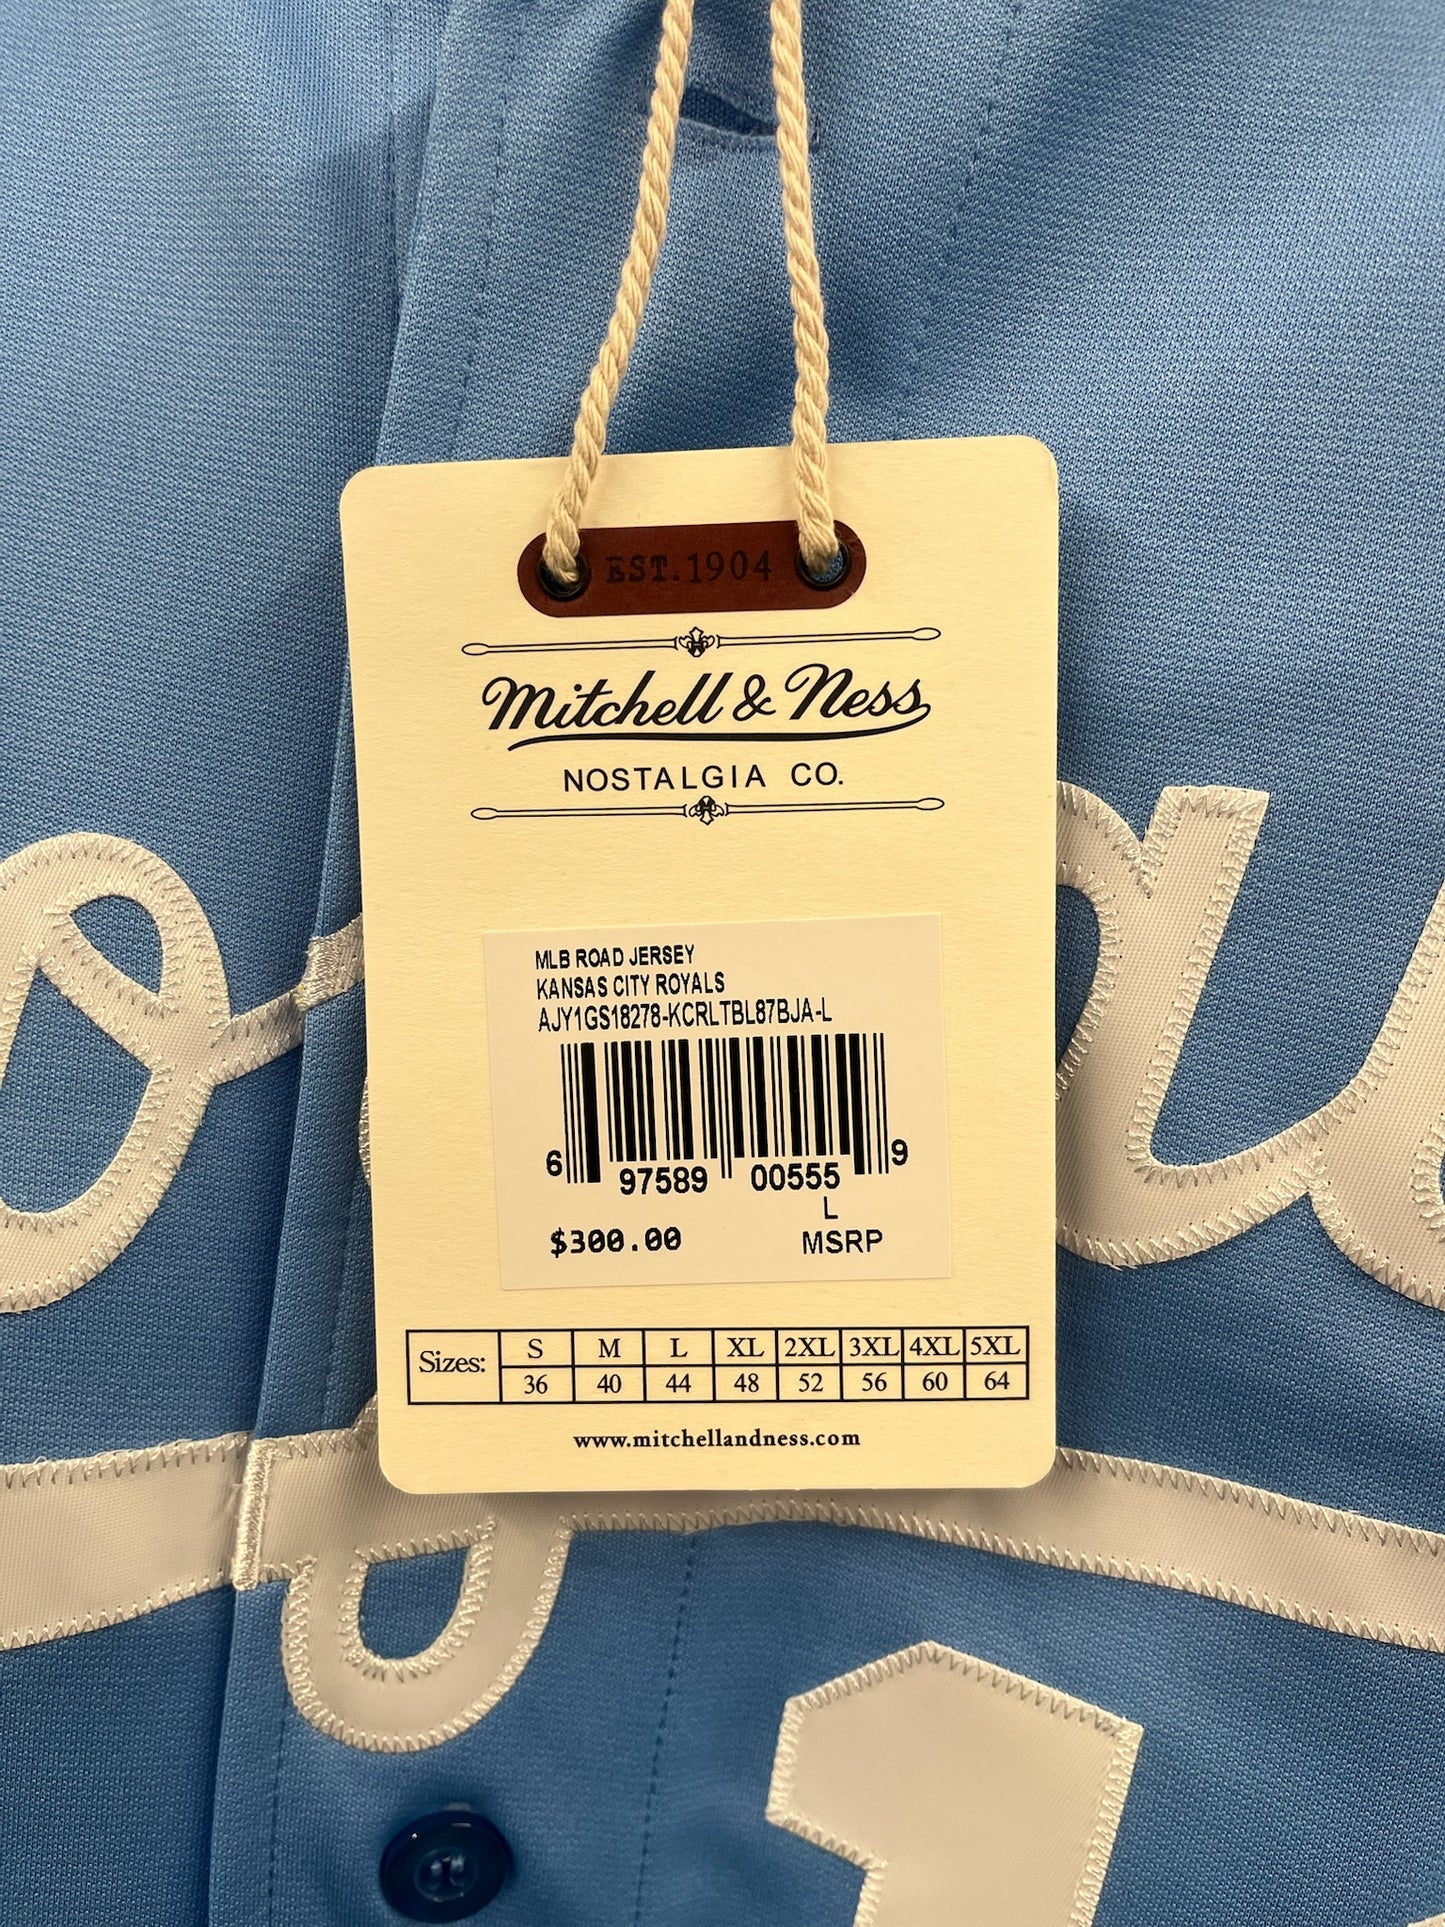 EST.1904
Mitchell & Ness
NOSTALGIA CO.
MLB ROAD JERSEY
KANSAS CITY ROYALS
AJY1GS18278-KCRLTBL87BJA-L
6 97589 00555 9
L
$300.00 MSRP
Sizes: S M L XL 2XL 3XL 4XL 5XL
36 40 44 48 52 56 60 64
www.mitchellandness.com
1